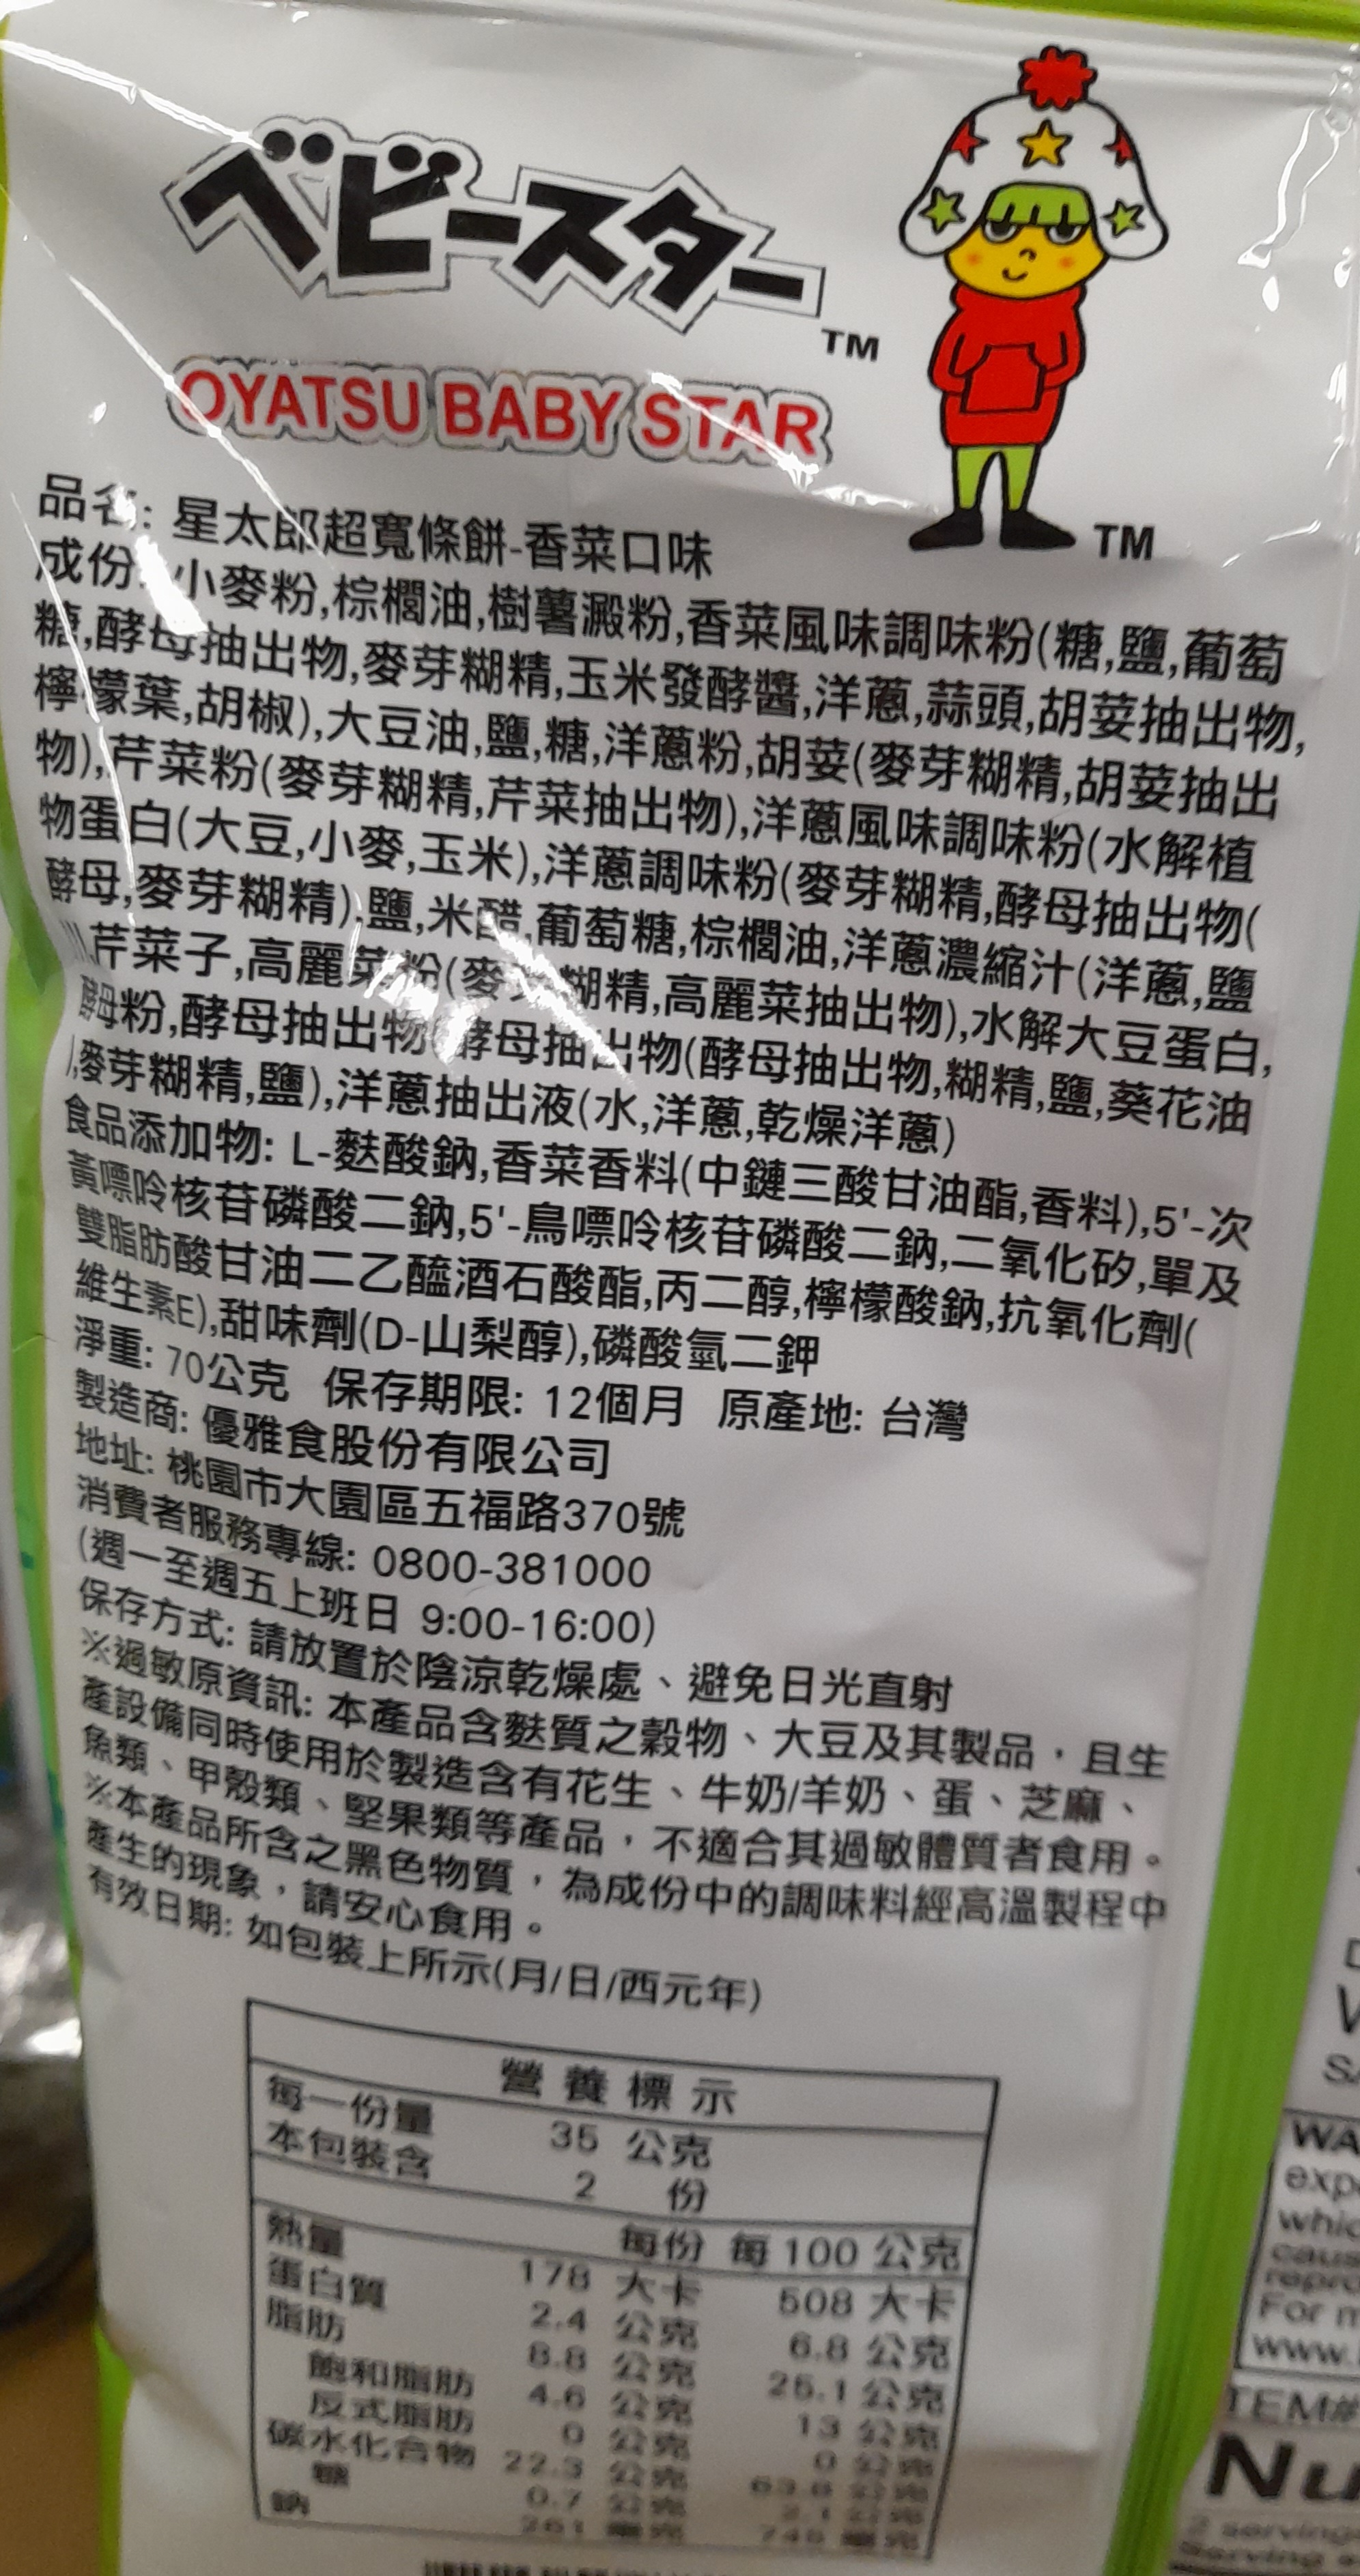 ベビースター
TM
OYATSU BABY STAR
TM
品名: 星太郎超寬條餅-香菜口味
成份: 小麥粉,棕櫚油,樹薯澱粉,香菜風味調味粉(糖,鹽,葡萄
糖,酵母抽出物,麥芽糊精,玉米發酵醬,洋蔥,蒜頭,胡荽抽出物,
檸檬葉,胡椒),大豆油,鹽,糖,洋蔥粉,胡荽(麥芽糊精,胡荽抽出
物),芹菜粉(麥芽糊精,芹菜抽出物),洋蔥風味調味粉(水解植
物蛋白(大豆,小麥,玉米),洋蔥調味粉(麥芽糊精,酵母抽出物(
酵母,麥芽糊精),鹽,米醋,葡萄糖,棕櫚油,洋蔥濃縮汁(洋蔥,鹽
芹菜子,高麗菜粉(麥芽糊精,高麗菜抽出物),水解大豆蛋白,
酵母粉,酵母抽出物(酵母抽出物(酵母抽出物,糊精,鹽,葵花油
),麥芽糊精,鹽),洋蔥抽出液(水,洋蔥,乾燥洋蔥)
食品添加物: L-麩酸鈉,香菜香料(中鏈三酸甘油酯,香料),5'-次
黃嘌呤核苷磷酸二鈉,5'-鳥嘌呤核苷磷酸二鈉,二氧化矽,單及
雙脂肪酸甘油二乙醯酒石酸酯,丙二醇,檸檬酸鈉,抗氧化劑(
維生素E),甜味劑(D-山梨醇),磷酸氫二鉀
淨重: 70公克 保存期限: 12個月 原產地: 台灣
製造商: 優雅食股份有限公司
地址: 桃園市大園區五福路370號
消費者服務專線: 0800-381000
(週一至週五上班日 9:00-16:00)
保存方式: 請放置於陰涼乾燥處、避免日光直射
※過敏原資訊: 本產品含麩質之穀物、大豆及其製品，且生
產設備同時使用於製造含有花生、牛奶/羊奶、蛋、芝麻、
魚類、甲殼類、堅果類等產品，不適合其過敏體質者食用。
※本產品所含之黑色物質，為成份中的調味料經高溫製程中
產生的現象，請安心食用。
有效日期: 如包裝上所示(月/日/西元年)
營養標示
每一份量 35 公克
本包裝含 2 份
每份 每100公克
熱量 178 大卡 508 大卡
蛋白質 2.4 公克 6.8 公克
脂肪 8.8 公克 25.1 公克
飽和脂肪 4.6 公克 13 公克
反式脂肪 0 公克 0 公克
碳水化合物 22.3 公克 63.8 公克
糖 0.7 公克 2.1 公克
鈉 261 毫克 745 毫克
WA
exp
whic
caus
repro
For m
www.
TEM#
Nu
2 servings
Serving